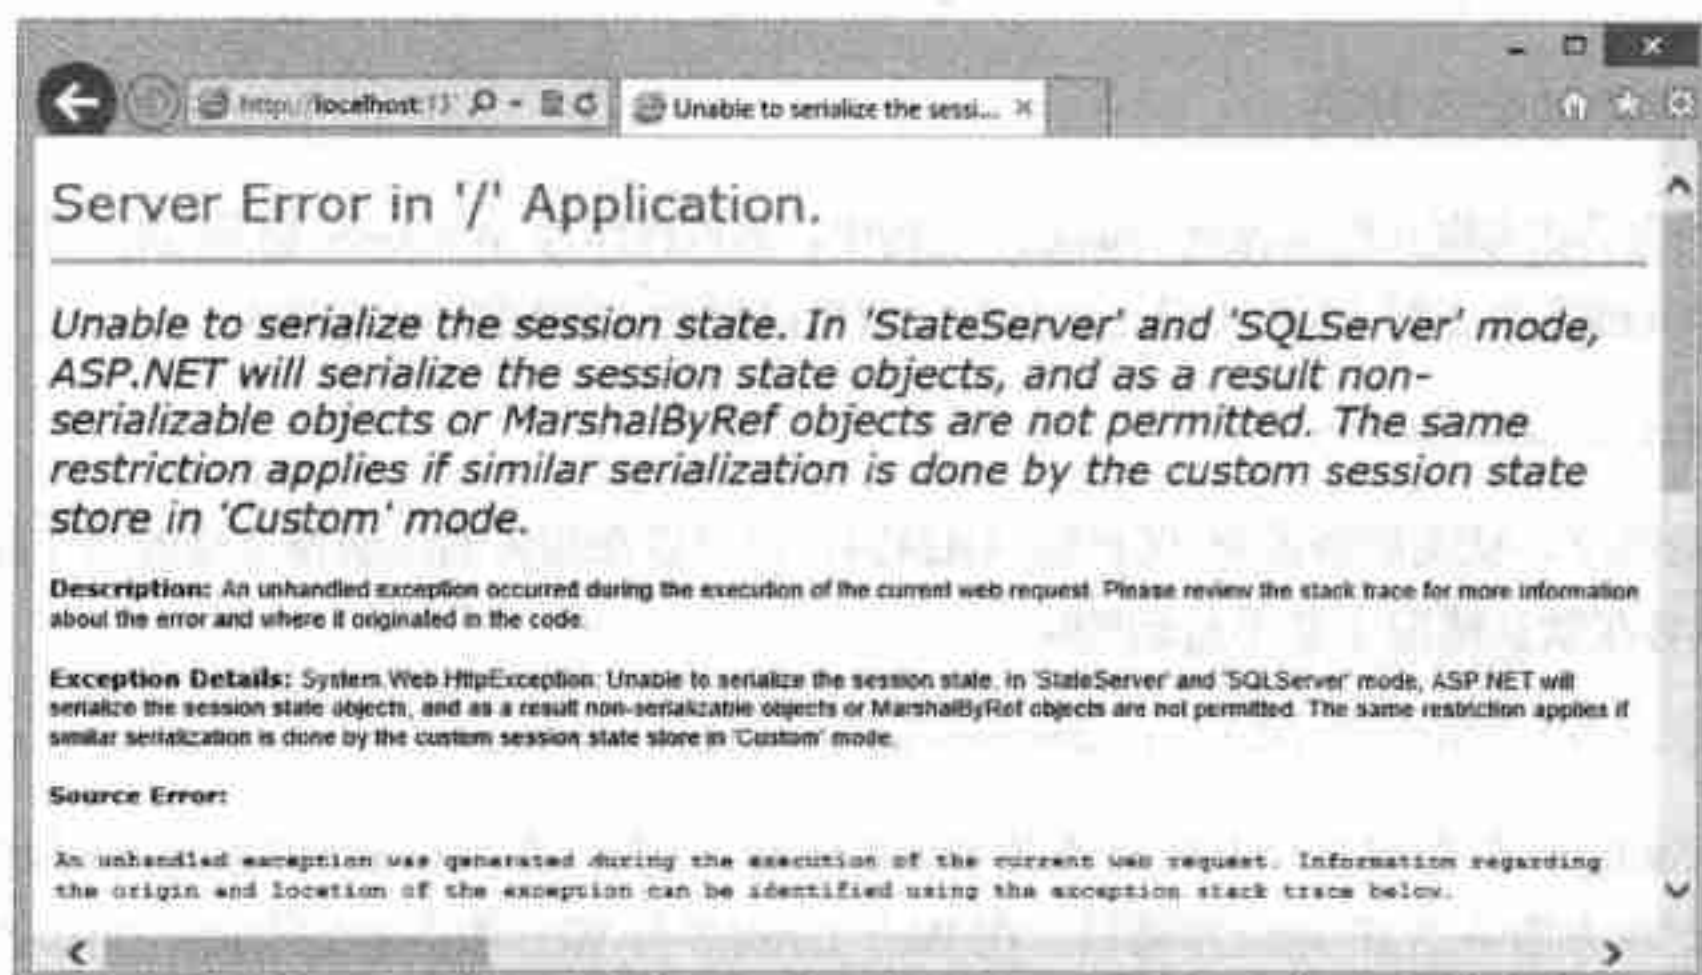 http://localhost:13
Unable to serialize the sessi...
Server Error in '/' Application.
Unable to serialize the session state. In 'StateServer' and 'SQLServer' mode,
ASP.NET will serialize the session state objects, and as a result non-
serializable objects or MarshalByRef objects are not permitted. The same
restriction applies if similar serialization is done by the custom session state
store in 'Custom' mode.
Description: An unhandled exception occurred during the execution of the current web request. Please review the stack trace for more information
about the error and where it originated in the code.
Exception Details: System.Web.HttpException: Unable to serialize the session state. In 'StateServer' and 'SQLServer' mode, ASP.NET will
serialize the session state objects, and as a result non-serializable objects or MarshalByRef objects are not permitted. The same restriction applies if
similar serialization is done by the custom session state store in 'Custom' mode.
Source Error:
An unhandled exception was generated during the execution of the current web request. Information regarding
the origin and location of the exception can be identified using the exception stack trace below.